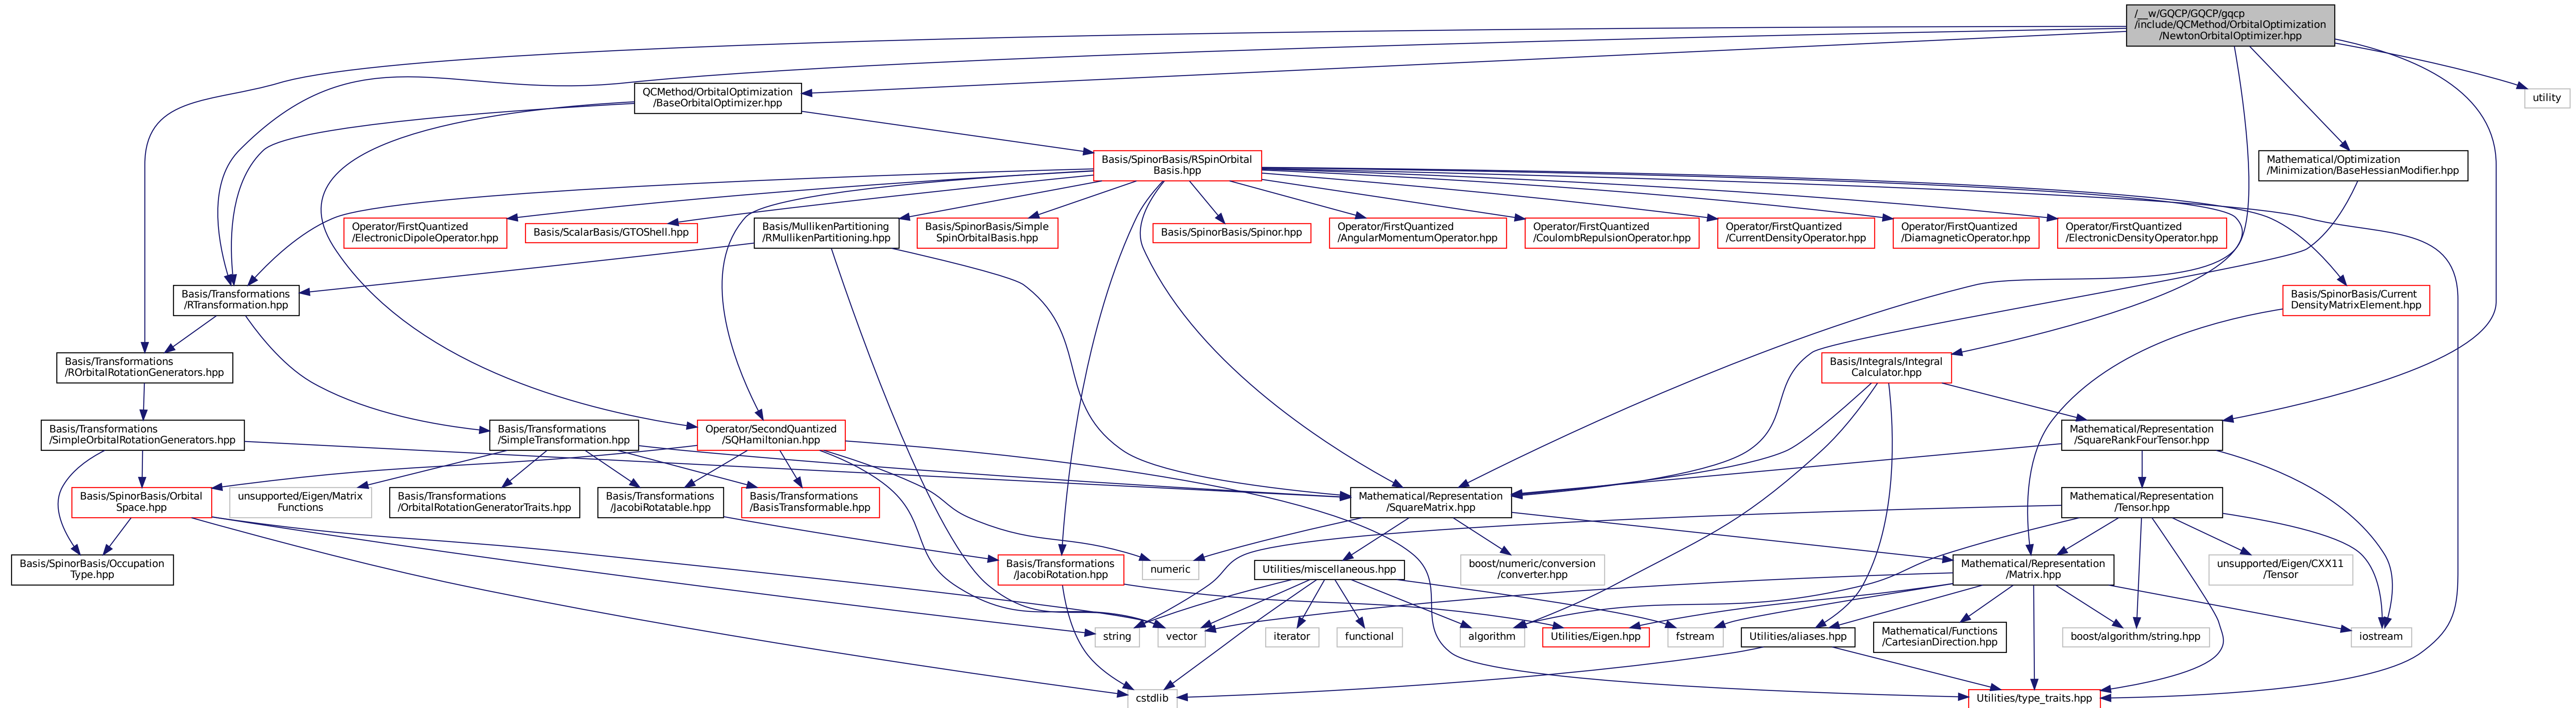 /__w/GQCP/GQCP/gqcp
/include/QCMethod/OrbitalOptimization
/NewtonOrbitalOptimizer.hpp
QCMethod/OrbitalOptimization
/BaseOrbitalOptimizer.hpp
utility
Basis/SpinorBasis/RSpinOrbital
Basis.hpp
Mathematical/Optimization
/Minimization/BaseHessianModifier.hpp
Operator/FirstQuantized
/ElectronicDipoleOperator.hpp
Basis/ScalarBasis/GTOShell.hpp
Basis/MullikenPartitioning
/RMullikenPartitioning.hpp
Basis/SpinorBasis/Simple
SpinOrbitalBasis.hpp
Basis/SpinorBasis/Spinor.hpp
Operator/FirstQuantized
/AngularMomentumOperator.hpp
Operator/FirstQuantized
/CoulombRepulsionOperator.hpp
Operator/FirstQuantized
/CurrentDensityOperator.hpp
Operator/FirstQuantized
/DiamagneticOperator.hpp
Operator/FirstQuantized
/ElectronicDensityOperator.hpp
Basis/Transformations
/RTransformation.hpp
Basis/SpinorBasis/Current
DensityMatrixElement.hpp
Basis/Transformations
/ROrbitalRotationGenerators.hpp
Basis/Integrals/Integral
Calculator.hpp
Basis/Transformations
/SimpleOrbitalRotationGenerators.hpp
Basis/Transformations
/SimpleTransformation.hpp
Operator/SecondQuantized
/SQHamiltonian.hpp
Mathematical/Representation
/SquareRankFourTensor.hpp
Basis/SpinorBasis/Orbital
Space.hpp
unsupported/Eigen/Matrix
Functions
Basis/Transformations
/OrbitalRotationGeneratorTraits.hpp
Basis/Transformations
/JacobiRotatable.hpp
Basis/Transformations
/BasisTransformable.hpp
Mathematical/Representation
/SquareMatrix.hpp
Mathematical/Representation
/Tensor.hpp
Basis/SpinorBasis/Occupation
Type.hpp
Basis/Transformations
/JacobiRotation.hpp
numeric
Utilities/miscellaneous.hpp
boost/numeric/conversion
/converter.hpp
Mathematical/Representation
/Matrix.hpp
unsupported/Eigen/CXX11
/Tensor
string
vector
iterator
functional
algorithm
Utilities/Eigen.hpp
fstream
Utilities/aliases.hpp
Mathematical/Functions
/CartesianDirection.hpp
boost/algorithm/string.hpp
iostream
cstdlib
Utilities/type_traits.hpp